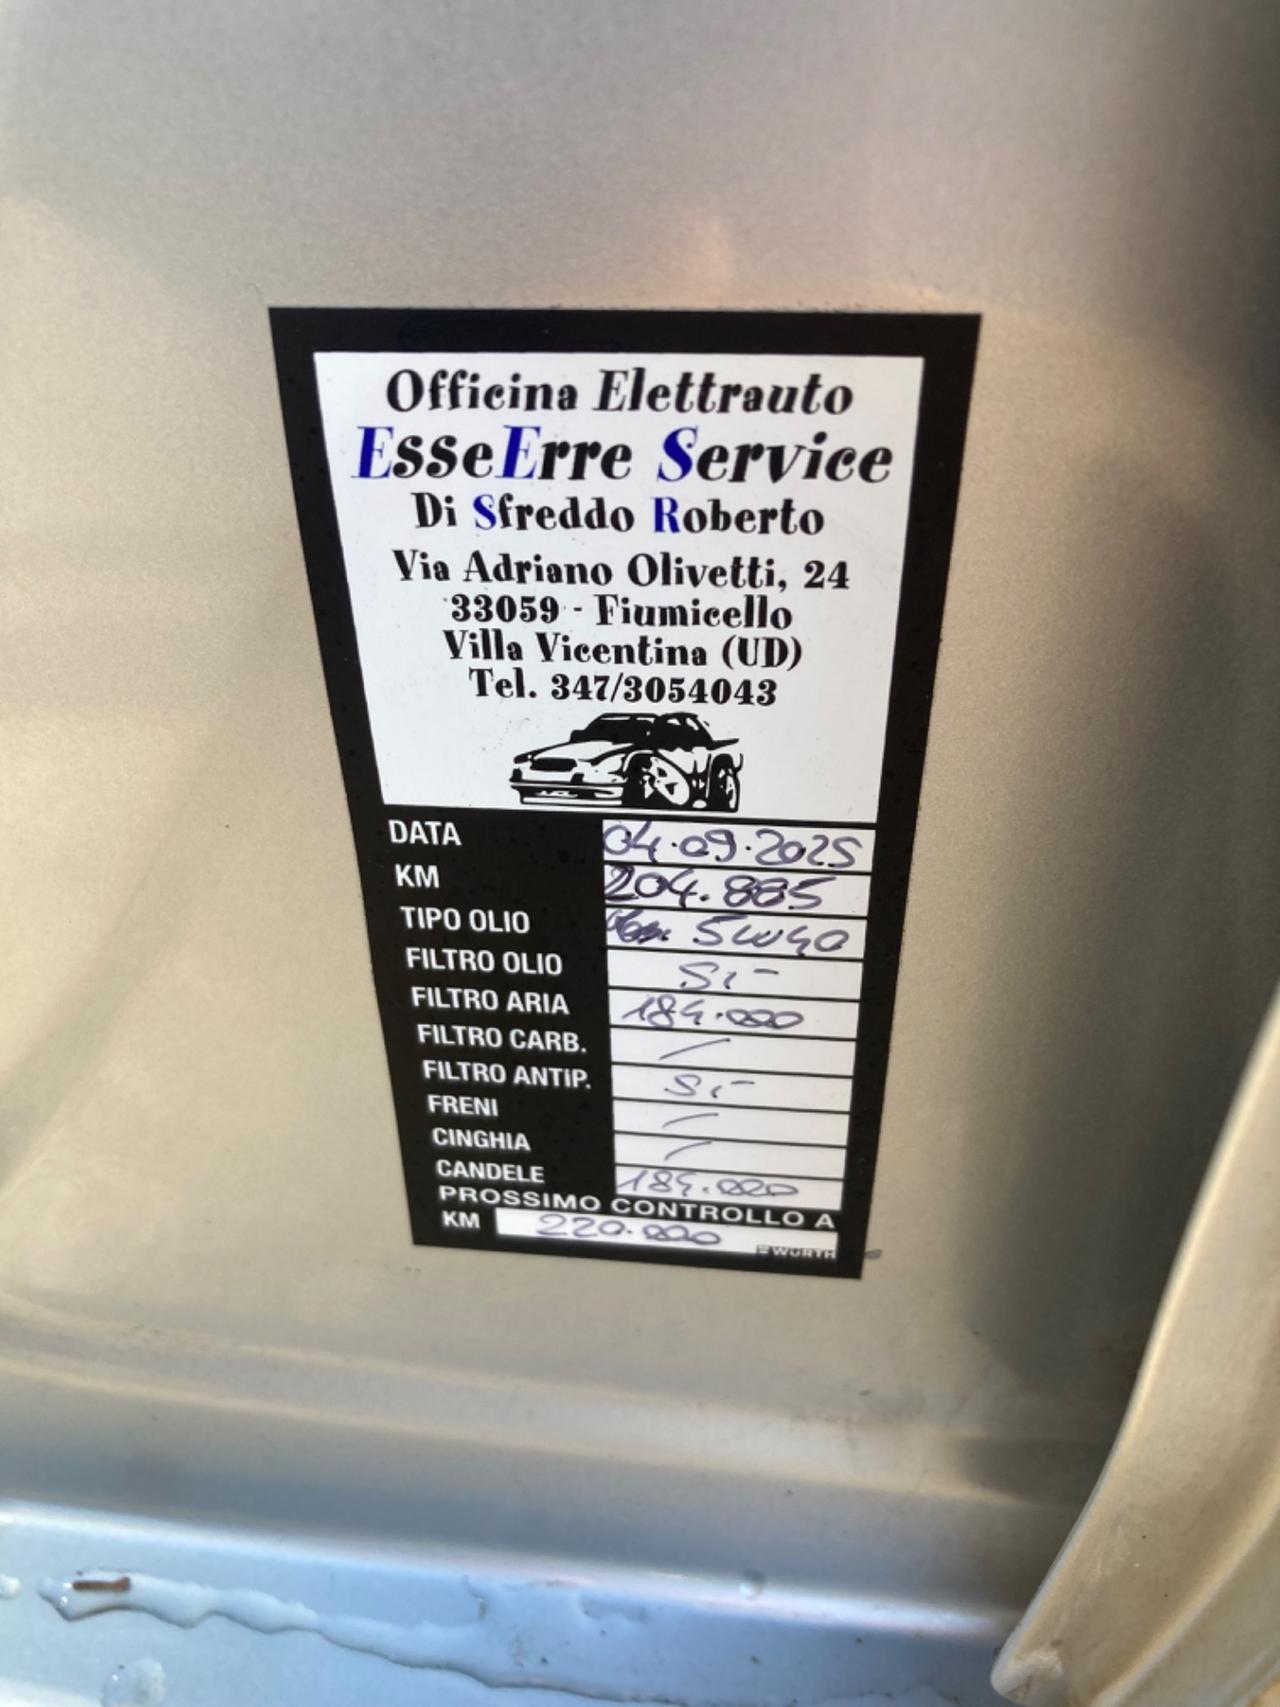 Officina Elettrauto
EsseErre Service
Di Sfreddo Roberto
Via Adriano Olivetti, 24
33059 - Fiumicello
Villa Vicentina (UD)
Tel. 347/3054043
DATA 04.09.2025
KM 204.885
TIPO OLIO 5W40
FILTRO OLIO Si-
FILTRO ARIA 184.000
FILTRO CARB. /
FILTRO ANTIP. Si-
FRENI /
CINGHIA /
CANDELE 184.000
PROSSIMO CONTROLLO A
KM 220.000
WÜRTH